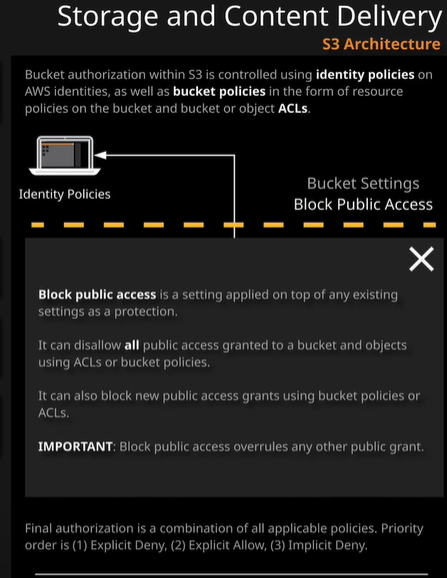 Storage and Content Delivery
S3 Architecture
Bucket authorization within S3 is controlled using identity policies on
AWS identities, as well as bucket policies in the form of resource
policies on the bucket and bucket or object ACLs.
Identity Policies
Bucket Settings
Block Public Access
Block public access is a setting applied on top of any existing
settings as a protection.
It can disallow all public access granted to a bucket and objects
using ACLs or bucket policies.
It can also block new public access grants using bucket policies or
ACLs.
IMPORTANT: Block public access overrules any other public grant.
Final authorization is a combination of all applicable policies. Priority
order is (1) Explicit Deny, (2) Explicit Allow, (3) Implicit Deny.